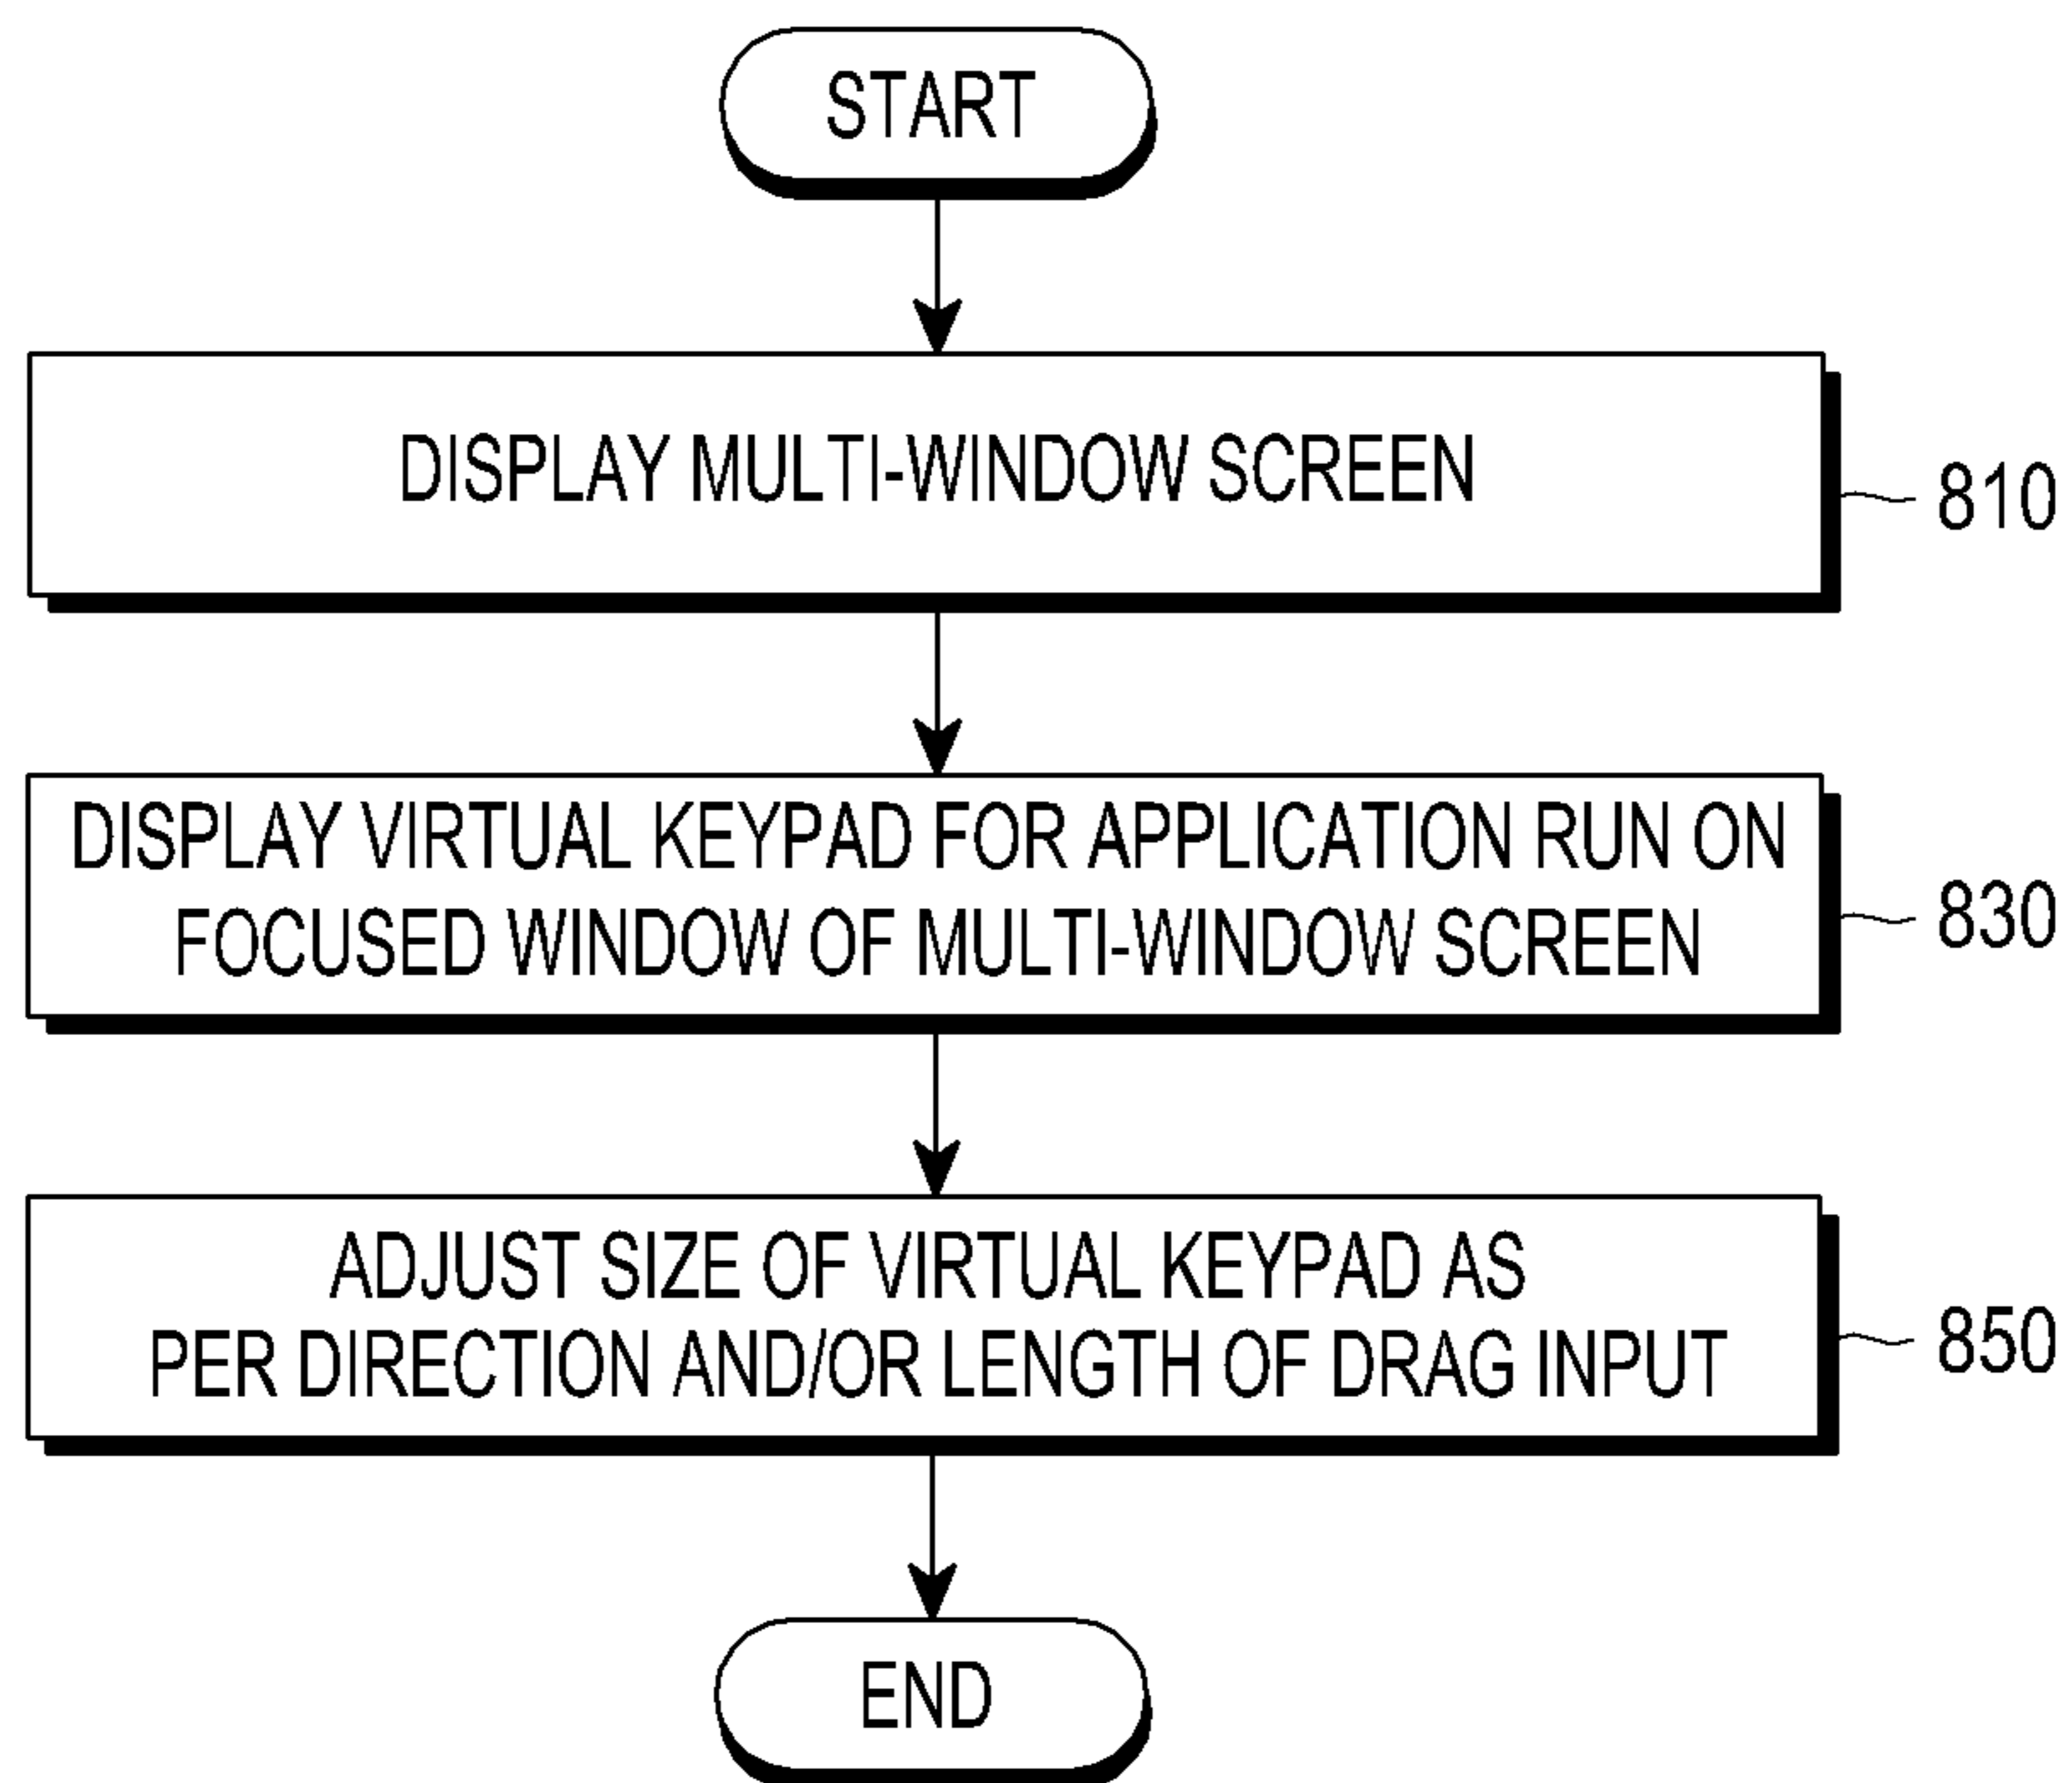 START
DISPLAY MULTI-WINDOW SCREEN
810
DISPLAY VIRTUAL KEYPAD FOR APPLICATION RUN ON
FOCUSED WINDOW OF MULTI-WINDOW SCREEN
830
ADJUST SIZE OF VIRTUAL KEYPAD AS
PER DIRECTION AND/OR LENGTH OF DRAG INPUT
850
END